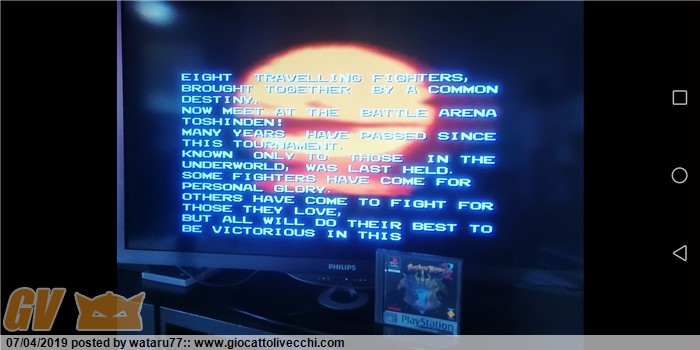 EIGHT TRAVELLING FIGHTERS,
BROUGHT TOGETHER BY A COMMON
DESTINY,
NOW MEET AT THE BATTLE ARENA
TOSHINDEN!
MANY YEARS HAVE PASSED SINCE
THIS TOURNAMENT,
KNOWN ONLY TO THOSE IN THE
UNDERWORLD, WAS LAST HELD.
SOME FIGHTERS HAVE COME FOR
PERSONAL GLORY.
OTHERS HAVE COME TO FIGHT FOR
THOSE THEY LOVE,
BUT ALL WILL DO THEIR BEST TO
BE VICTORIOUS IN THIS
PHILIPS
2
PlayStation
GV
07/04/2019 posted by wataru77:: www.giocattolivecchi.com